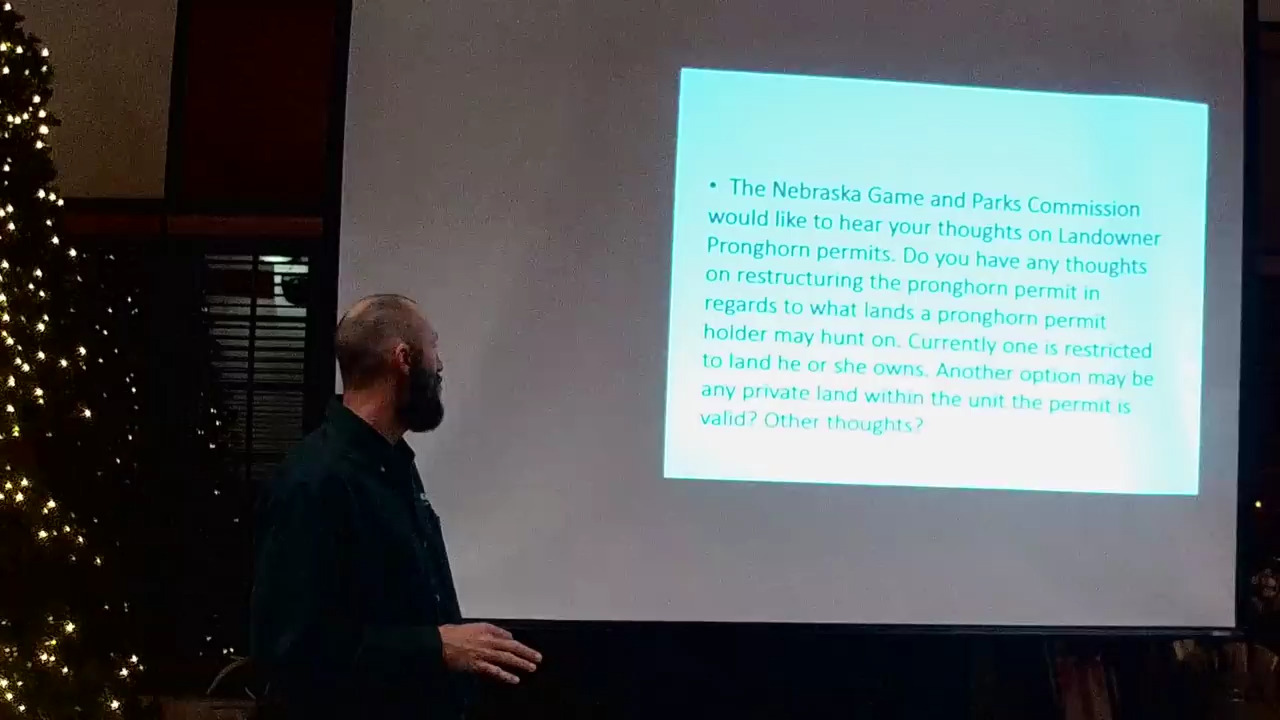 • The Nebraska Game and Parks Commission
would like to hear your thoughts on Landowner
Pronghorn permits. Do you have any thoughts
on restructuring the pronghorn permit in
regards to what lands a pronghorn permit
holder may hunt on. Currently one is restricted
to land he or she owns. Another option may be
any private land within the unit the permit is
valid? Other thoughts?